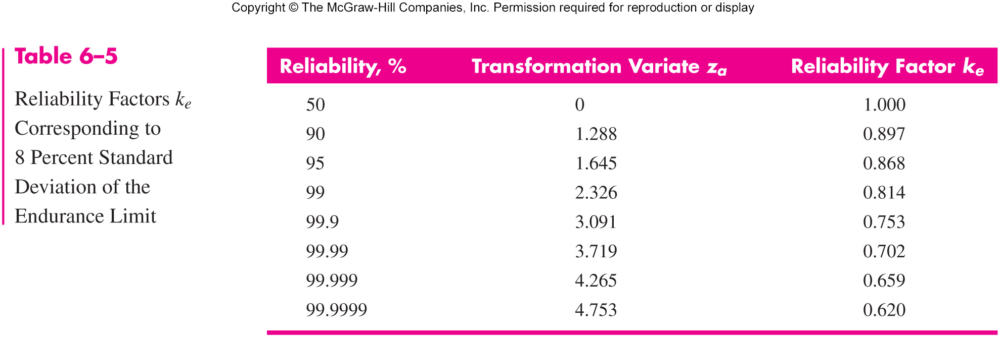 Copyright © The McGraw-Hill Companies, Inc. Permission required for reproduction or display
Table 6–5
Reliability Factors ke
Corresponding to
8 Percent Standard
Deviation of the
Endurance Limit
Reliability, % Transformation Variate za Reliability Factor ke
50 0 1.000
90 1.288 0.897
95 1.645 0.868
99 2.326 0.814
99.9 3.091 0.753
99.99 3.719 0.702
99.999 4.265 0.659
99.9999 4.753 0.620